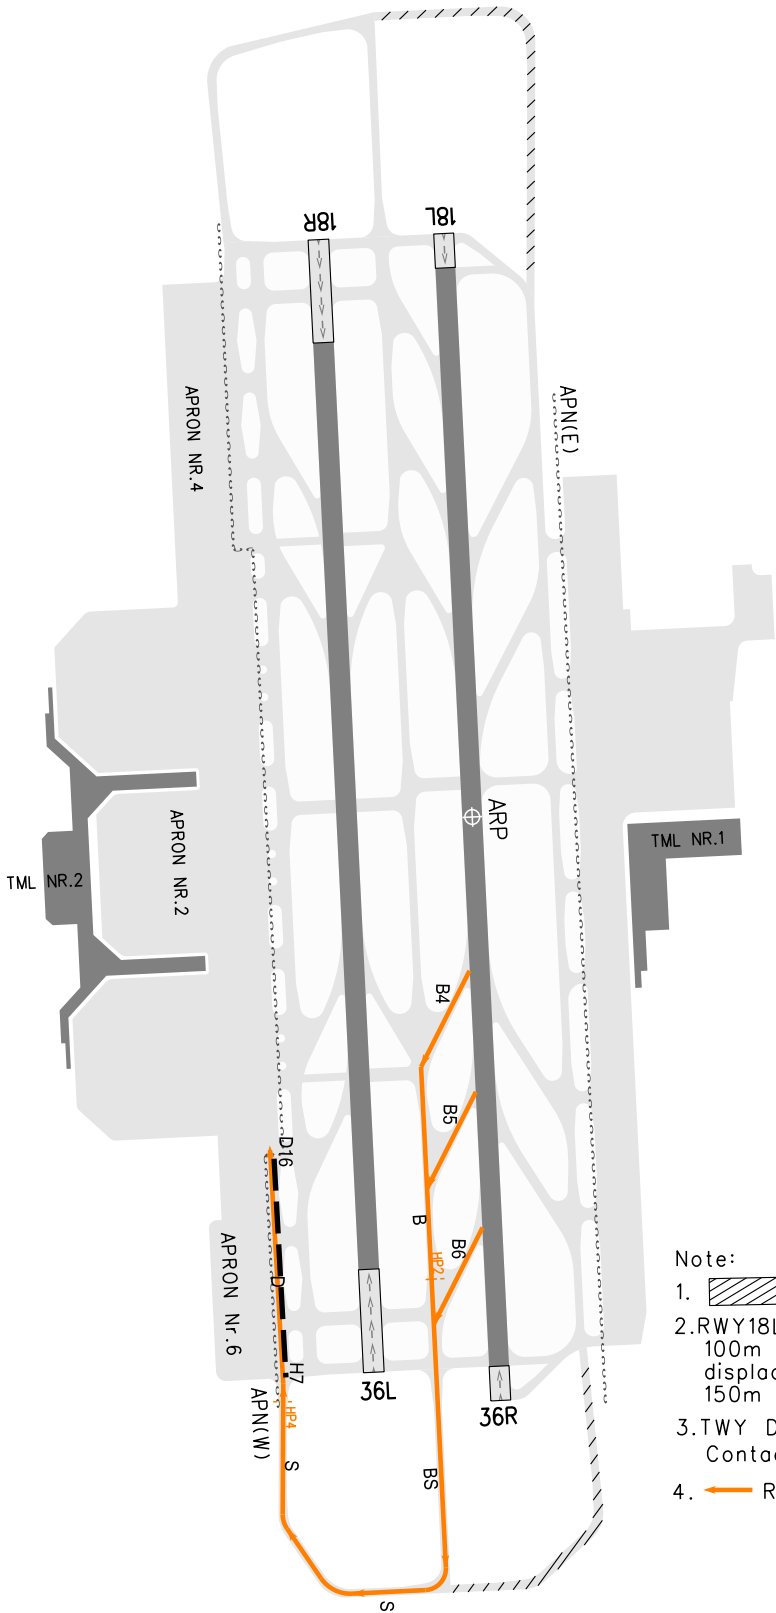 18R
18L
APN(E)
APRON NR.4
ARP
APRON NR.2
TML NR.1
TML NR.2
B4
B5
D16
B
B6
HP2
D
APRON Nr.6
H7
36L
36R
HP4
APN(W)
S
BS
S
Note:
1.
2.RWY18L
100m
displac
150m
3.TWY D
Contac
4. R